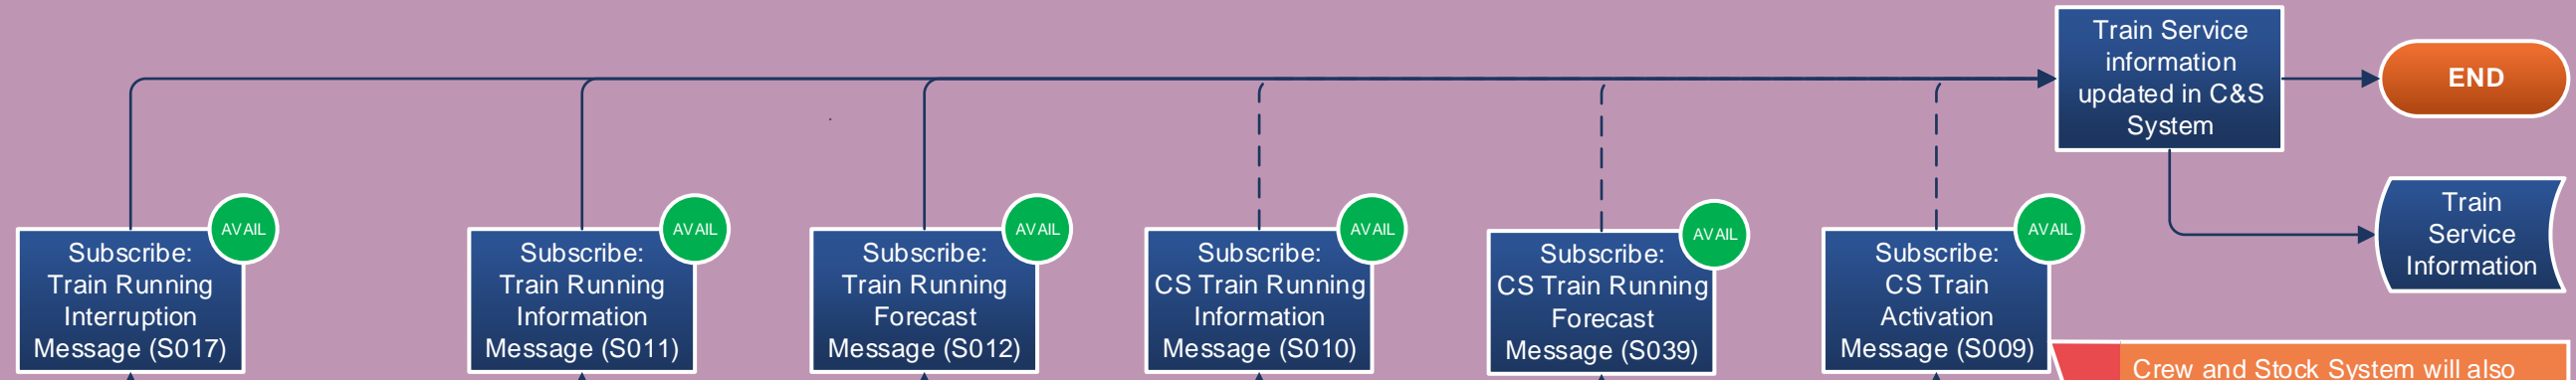 Train Service
information
updated in C&S
System
END
Train
Service
Information
AVAIL
Subscribe:
Train Running
Interruption
Message (S017)
AVAIL
Subscribe:
Train Running
Information
Message (S011)
AVAIL
Subscribe:
Train Running
Forecast
Message (S012)
AVAIL
Subscribe:
CS Train Running
Information
Message (S010)
AVAIL
Subscribe:
CS Train Running
Forecast
Message (S039)
AVAIL
Subscribe:
CS Train
Activation
Message (S009)
Crew and Stock System will also